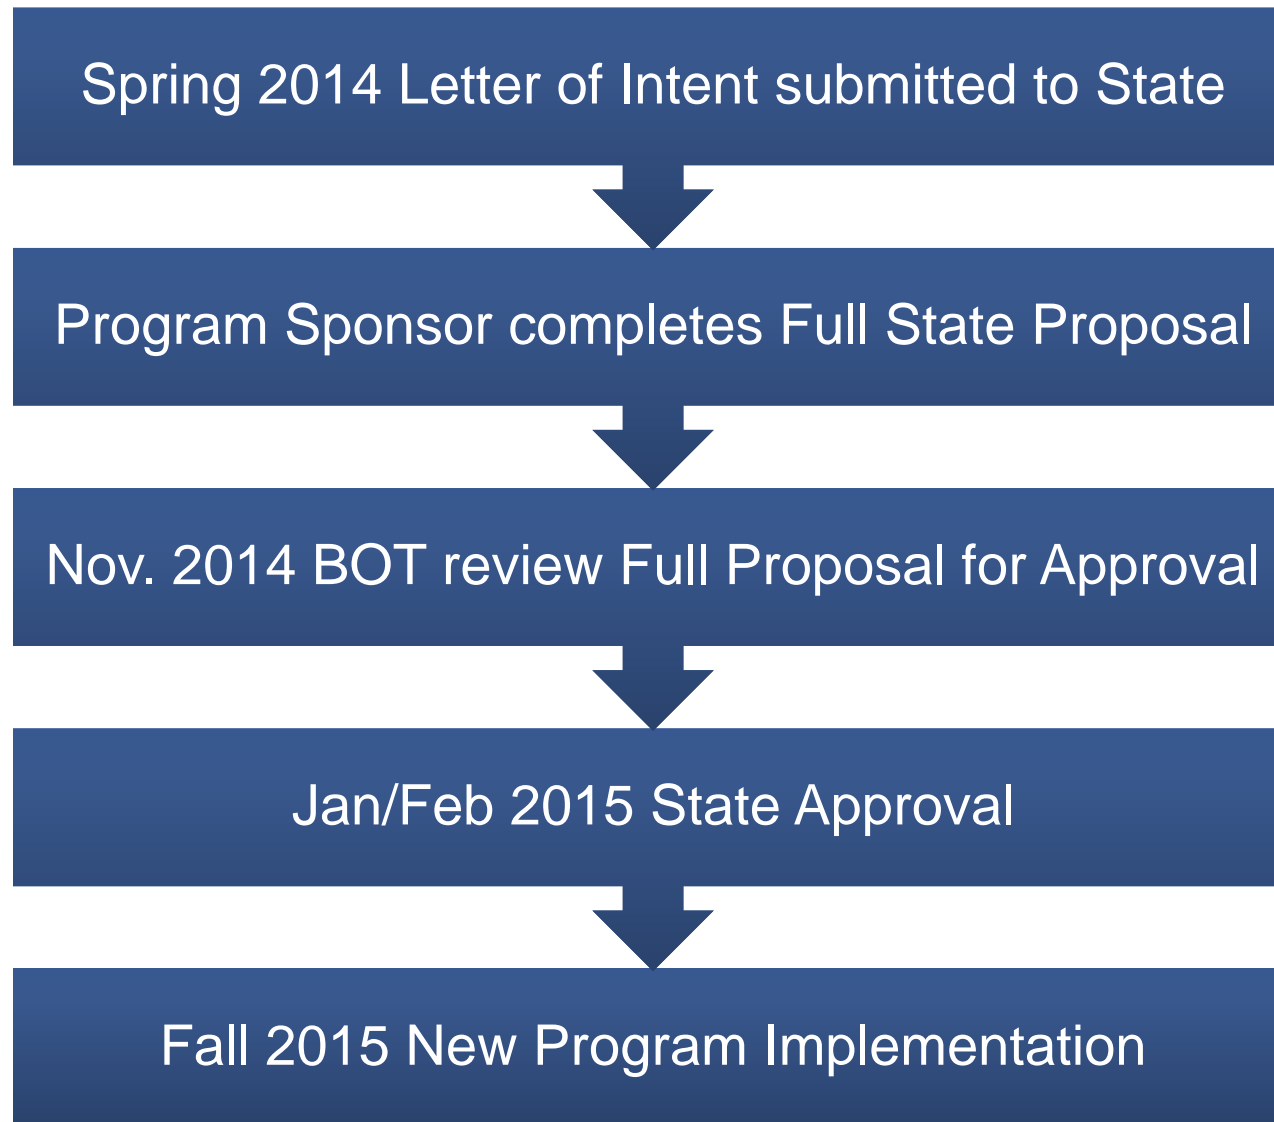 Spring 2014 Letter of Intent submitted to State
Program Sponsor completes Full State Proposal
Nov. 2014 BOT review Full Proposal for Approval
Jan/Feb 2015 State Approval
Fall 2015 New Program Implementation